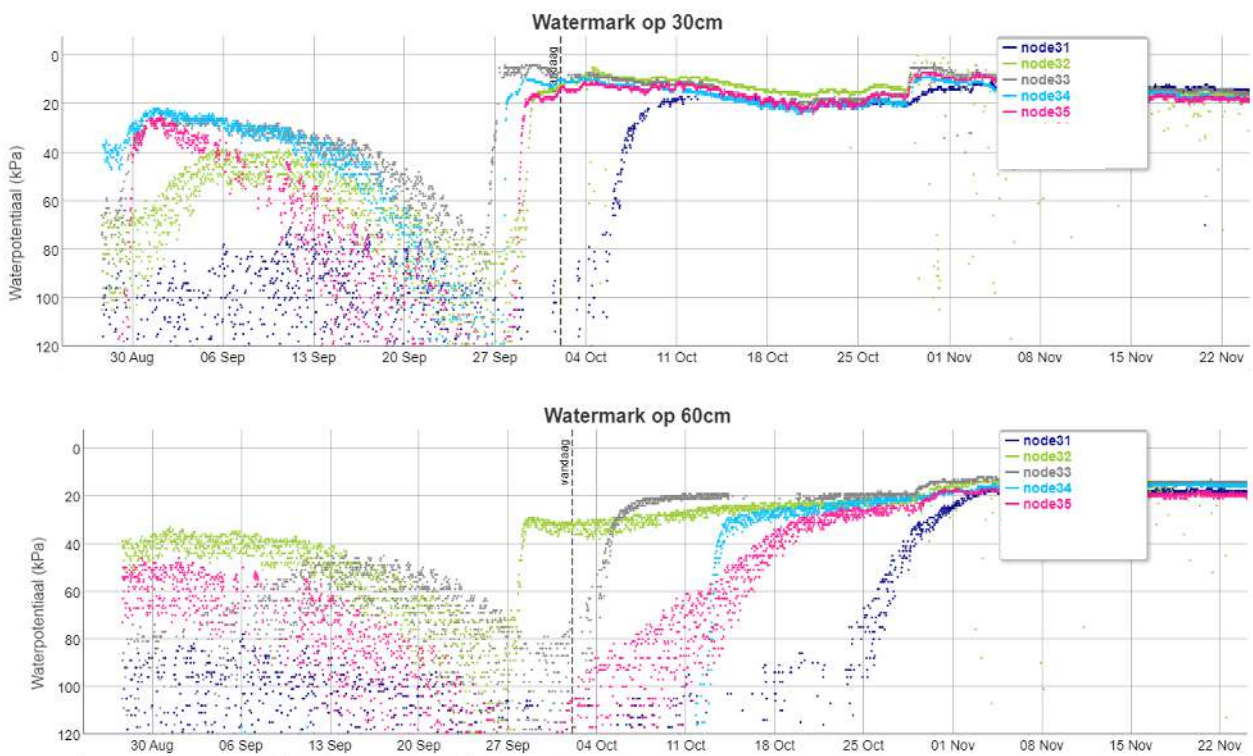 Watermark op 30cm
Waterpotentiaal (kPa)
0
20
40
60
80
100
120
vandaag
node31
node32
node33
node34
node35
30 Aug
06 Sep
13 Sep
20 Sep
27 Sep
04 Oct
11 Oct
18 Oct
25 Oct
01 Nov
08 Nov
15 Nov
22 Nov
Watermark op 60cm
Waterpotentiaal (kPa)
0
20
40
60
80
100
120
vandaag
node31
node32
node33
node34
node35
30 Aug
06 Sep
13 Sep
20 Sep
27 Sep
04 Oct
11 Oct
18 Oct
25 Oct
01 Nov
08 Nov
15 Nov
22 Nov